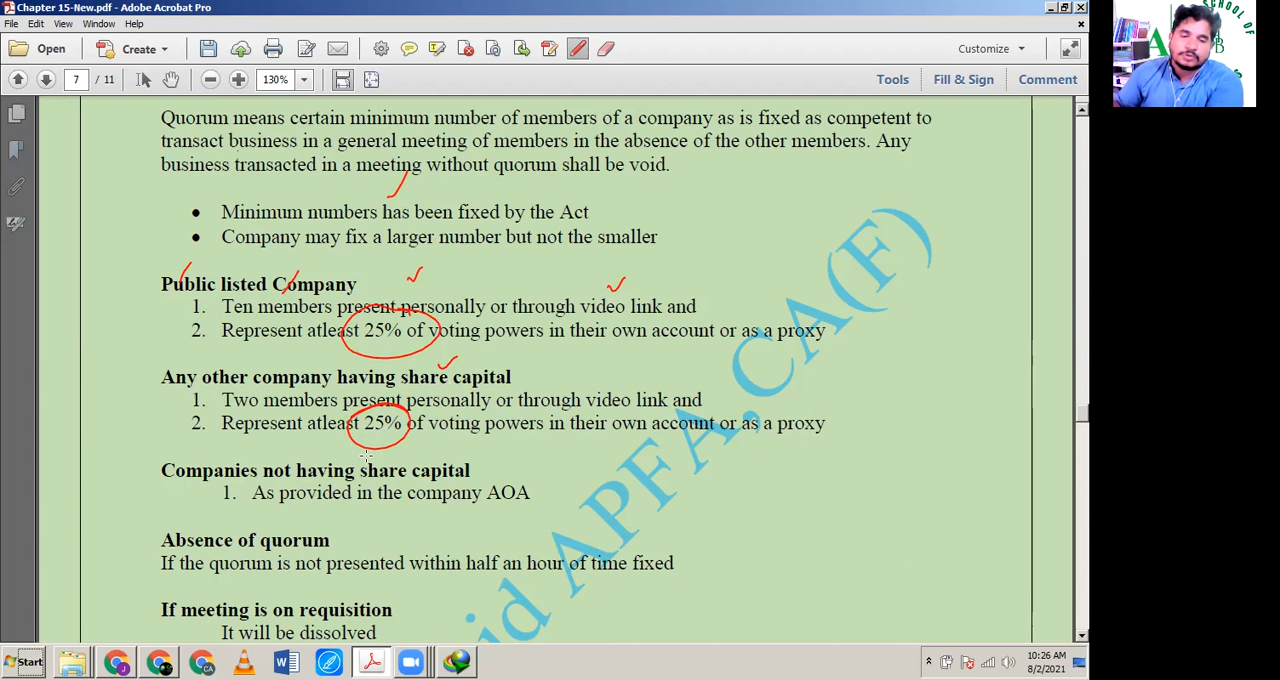 Chapter 15-New.pdf - Adobe Acrobat Pro
File Edit View Window Help
Open Create Customize
7 / 11 130% Tools Fill & Sign Comment
Quorum means certain minimum number of members of a company as is fixed as competent to
transact business in a general meeting of members in the absence of the other members. Any
business transacted in a meeting without quorum shall be void.
• Minimum numbers has been fixed by the Act
• Company may fix a larger number but not the smaller
Public listed Company
1. Ten members present personally or through video link and
2. Represent atleast 25% of voting powers in their own account or as a proxy
Any other company having share capital
1. Two members present personally or through video link and
2. Represent atleast 25% of voting powers in their own account or as a proxy
Companies not having share capital
1. As provided in the company AOA
Absence of quorum
If the quorum is not presented within half an hour of time fixed
If meeting is on requisition
It will be dissolved
id APFA,CA(F)
SCHOOL OF
Start
10:26 AM
8/2/2021